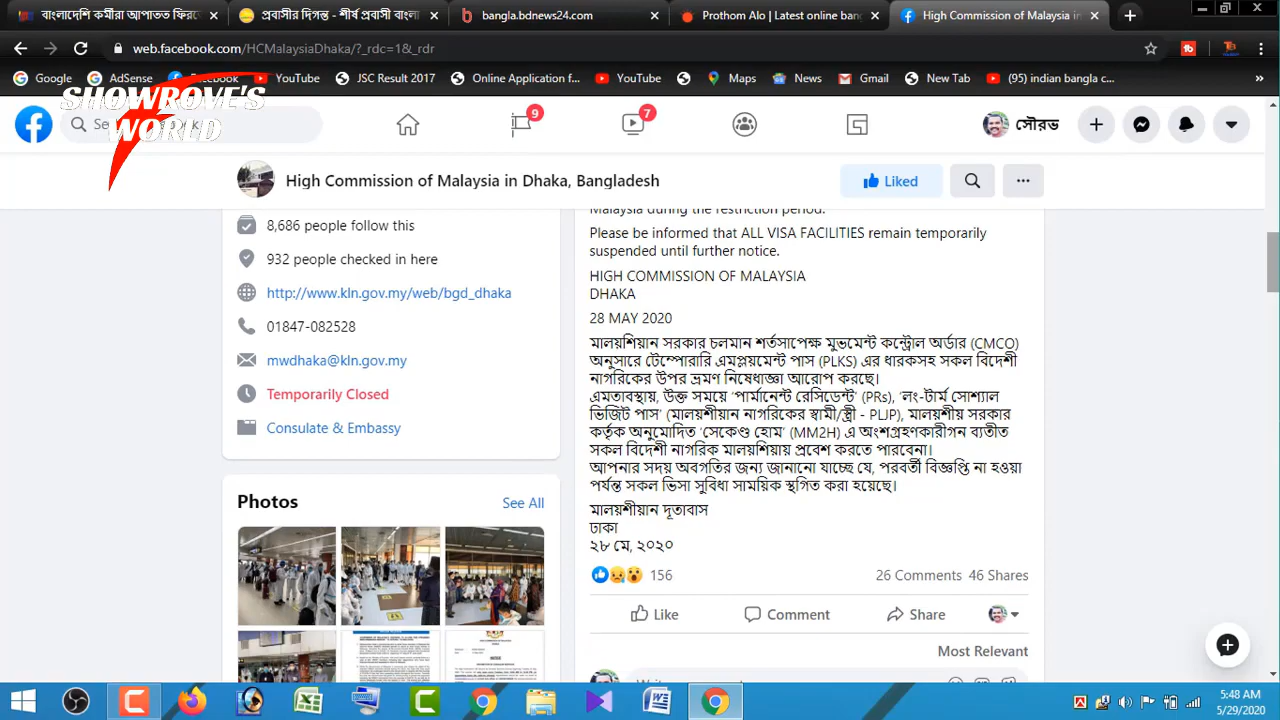 বাংলাদেশি কর্মীরা আপাতত ফিরতে
প্রবাসীর দিগন্ত - শীর্ষ প্রবাসী বাংলা
bangla.bdnews24.com
Prothom Alo | Latest online bang
High Commission of Malaysia in
web.facebook.com/HCMalaysiaDhaka/?_rdc=1&_rdr
Google
AdSense
Facebook
YouTube
JSC Result 2017
Online Application f...
YouTube
Maps
News
Gmail
New Tab
(95) indian bangla c...
SHOWROVE'S
WORLD
9
7
সৌরভ
High Commission of Malaysia in Dhaka, Bangladesh
Liked
8,686 people follow this
932 people checked in here
http://www.kln.gov.my/web/bgd_dhaka
01847-082528
mwdhaka@kln.gov.my
Temporarily Closed
Consulate & Embassy
Photos
See All
Malaysia during the restriction period.
Please be informed that ALL VISA FACILITIES remain temporarily
suspended until further notice.
HIGH COMMISSION OF MALAYSIA
DHAKA
28 MAY 2020
মালয়শিয়ান সরকার চলমান শর্তসাপেক্ষ মুভমেন্ট কন্ট্রোল অর্ডার (CMCO)
অনুসারে টেম্পোরারি এমপ্লয়মেন্ট পাস (PLKS) এর ধারকসহ সকল বিদেশী
নাগরিকের উপর ভ্রমণ নিষেধাজ্ঞা আরোপ করছে।
এমতাবস্থায়, উক্ত সময়ে ‘পার্মানেন্ট রেসিডেন্ট’ (PRs), ‘লং-টার্ম সোশ্যাল
ভিজিট পাস’ (মালয়শীয়ান নাগরিকের স্বামী/স্ত্রী - PLJP), মালয়শীয় সরকার
কর্তৃক অনুমোদিত ‘সেকেণ্ড হোম’ (MM2H) এ অংশগ্রহণকারীগন ব্যতীত
সকল বিদেশী নাগরিক মালয়শিয়ায় প্রবেশ করতে পারবেনা।
আপনার সদয় অবগতির জন্য জানানো যাচ্ছে যে, পরবর্তী বিজ্ঞপ্তি না হওয়া
পর্যন্ত সকল ভিসা সুবিধা সাময়িক স্থগিত করা হয়েছে।
মালয়শীয়ান দূতাবাস
ঢাকা
২৮ মে, ২০২০
156
26 Comments 46 Shares
Like
Comment
Share
Most Relevant
5:48 AM
5/29/2020